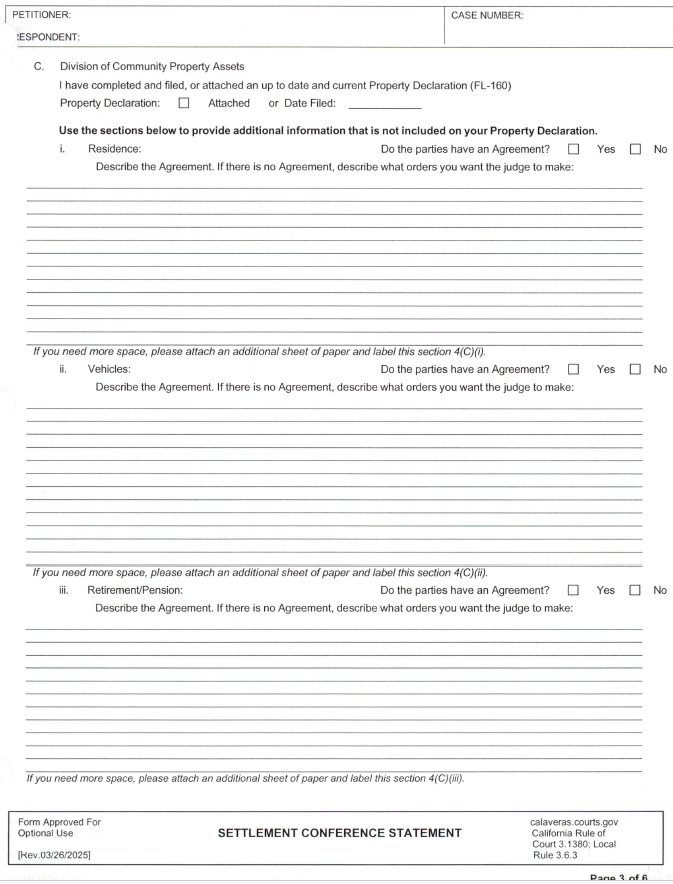 PETITIONER:
CASE NUMBER:
RESPONDENT:
C. Division of Community Property Assets
I have completed and filed, or attached an up to date and current Property Declaration (FL-160)
Property Declaration: ☐ Attached or Date Filed: ____________
Use the sections below to provide additional information that is not included on your Property Declaration.
i. Residence: Do the parties have an Agreement? ☐ Yes ☐ No
Describe the Agreement. If there is no Agreement, describe what orders you want the judge to make:
If you need more space, please attach an additional sheet of paper and label this section 4(C)(i).
ii. Vehicles: Do the parties have an Agreement? ☐ Yes ☐ No
Describe the Agreement. If there is no Agreement, describe what orders you want the judge to make:
If you need more space, please attach an additional sheet of paper and label this section 4(C)(ii).
iii. Retirement/Pension: Do the parties have an Agreement? ☐ Yes ☐ No
Describe the Agreement. If there is no Agreement, describe what orders you want the judge to make:
If you need more space, please attach an additional sheet of paper and label this section 4(C)(iii).
Form Approved For
Optional Use
[Rev.03/26/2025]
SETTLEMENT CONFERENCE STATEMENT
calaveras.courts.gov
California Rule of
Court 3.1380; Local
Rule 3.6.3
Page 3 of 6